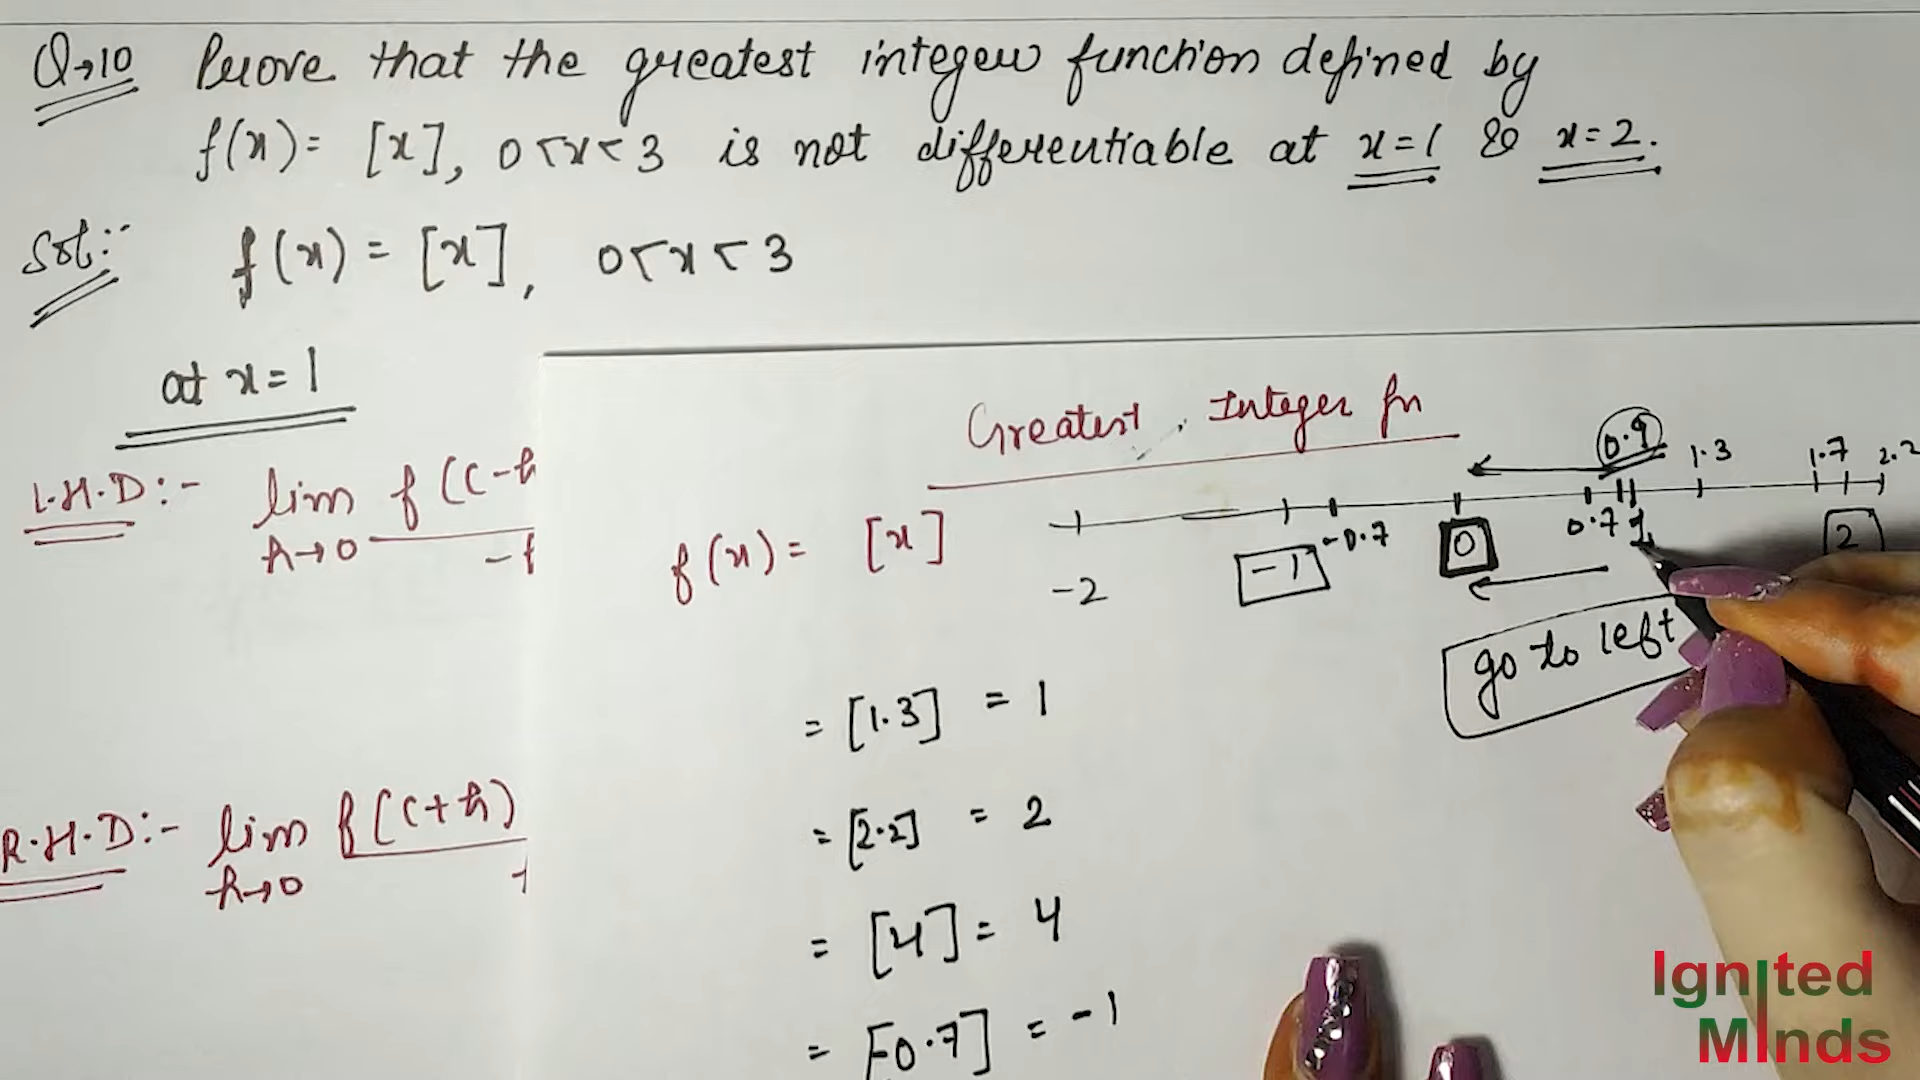 Q→10 Prove that the greatest integer function defined by
f(x) = [x], 0<x<3 is not differentiable at x=1 & x=2.
Sol:- f(x) = [x], 0<x<3
at x=1
L.H.D:- lim f(c-h
h→0 -h
R.H.D:- lim f(c+h)
h→0
Greatest Integer fn
f(x) = [x]
0.9 1.3 1.7 2.2
-2 -1 -0.7 0 0.7 1 2
go to left
= [1.3] = 1
= [2.2] = 2
= [4] = 4
= [-0.7] = -1
Ignited
Minds